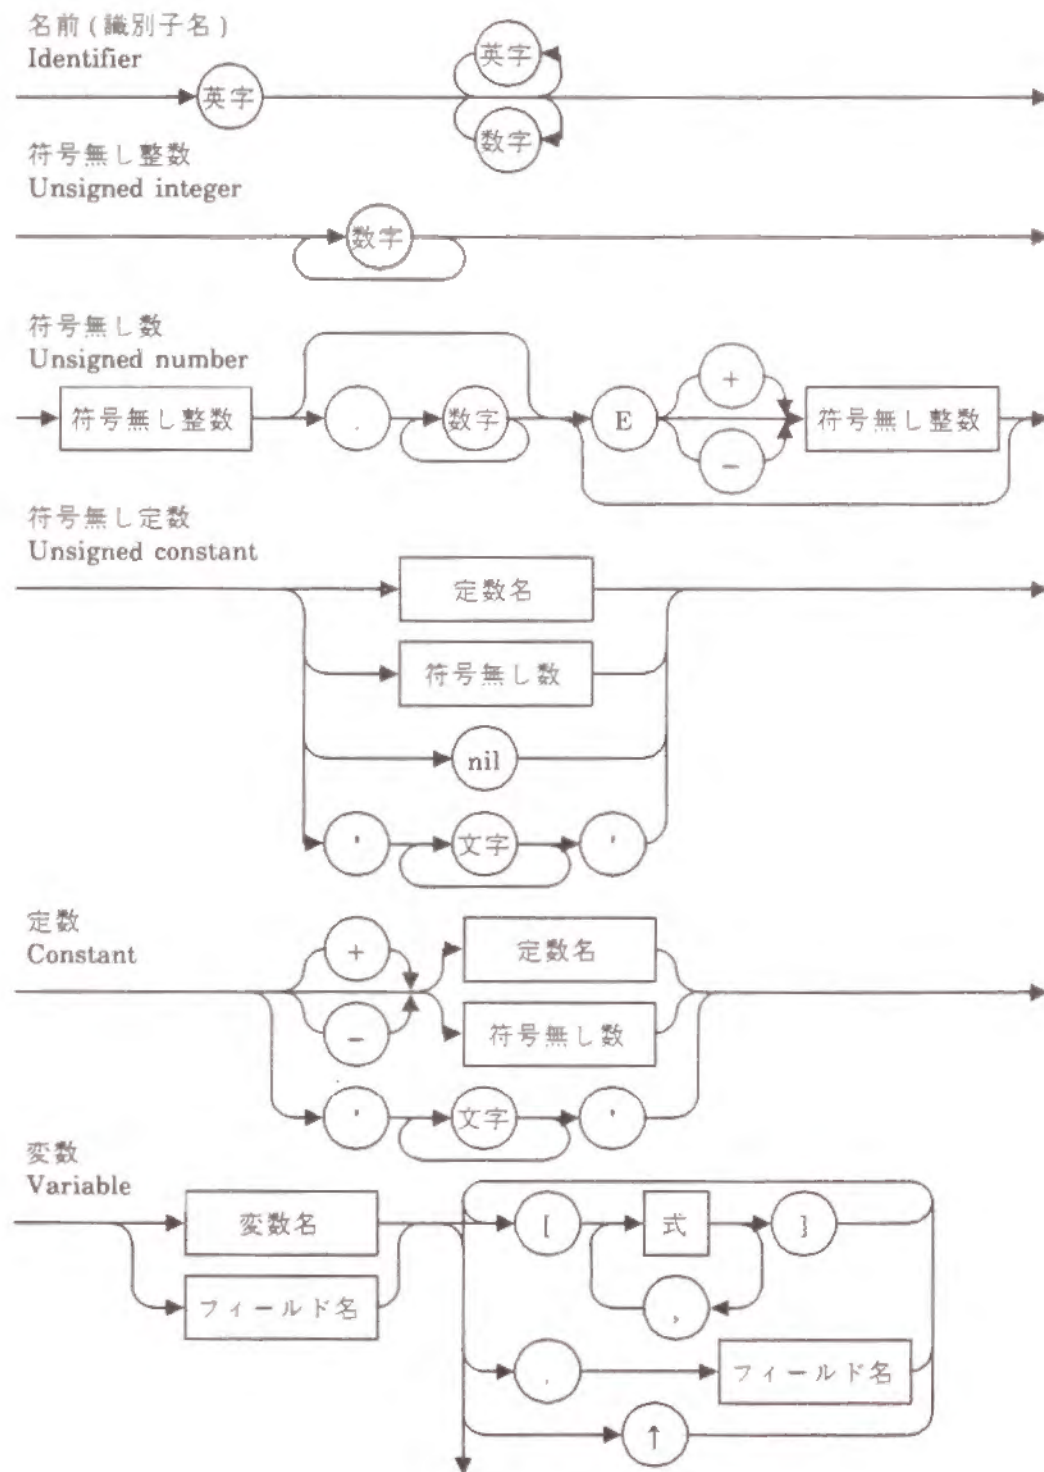 名前(識別子名)
Identifier
英字
英字
数字
符号無し整数
Unsigned integer
数字
符号無し数
Unsigned number
符号無し整数
.
数字
E
+
-
符号無し整数
符号無し定数
Unsigned constant
定数名
符号無し数
nil
'
文字
'
定数
Constant
+
-
定数名
符号無し数
'
文字
'
変数
Variable
変数名
フィールド名
[
式
]
,
.
フィールド名
↑